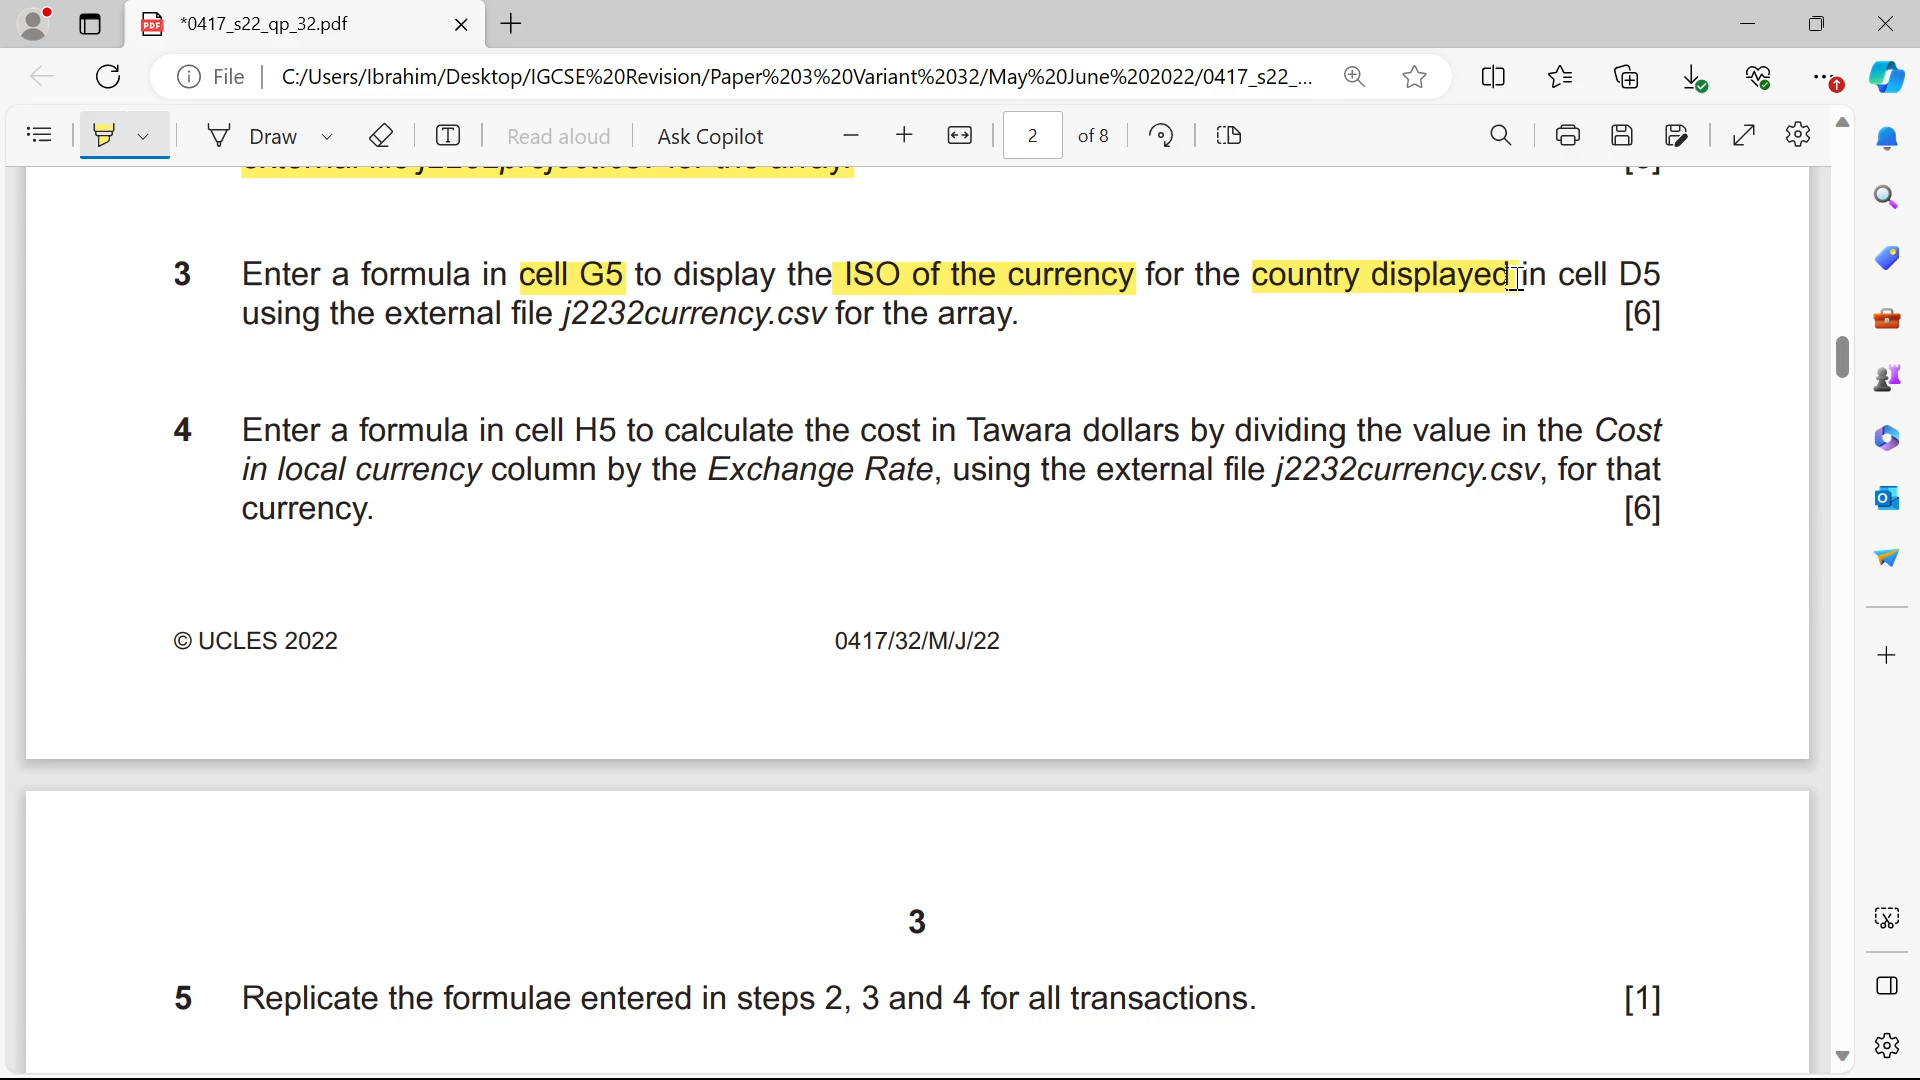 *0417_s22_qp_32.pdf
File
C:/Users/Ibrahim/Desktop/IGCSE%20Revision/Paper%203%20Variant%2032/May%20June%202022/0417_s22_...
Draw
Read aloud
Ask Copilot
2
of 8
3 Enter a formula in cell G5 to display the ISO of the currency for the country displayed in cell D5
using the external file j2232currency.csv for the array. [6]
4 Enter a formula in cell H5 to calculate the cost in Tawara dollars by dividing the value in the Cost
in local currency column by the Exchange Rate, using the external file j2232currency.csv, for that
currency. [6]
© UCLES 2022 0417/32/M/J/22
3
5 Replicate the formulae entered in steps 2, 3 and 4 for all transactions. [1]